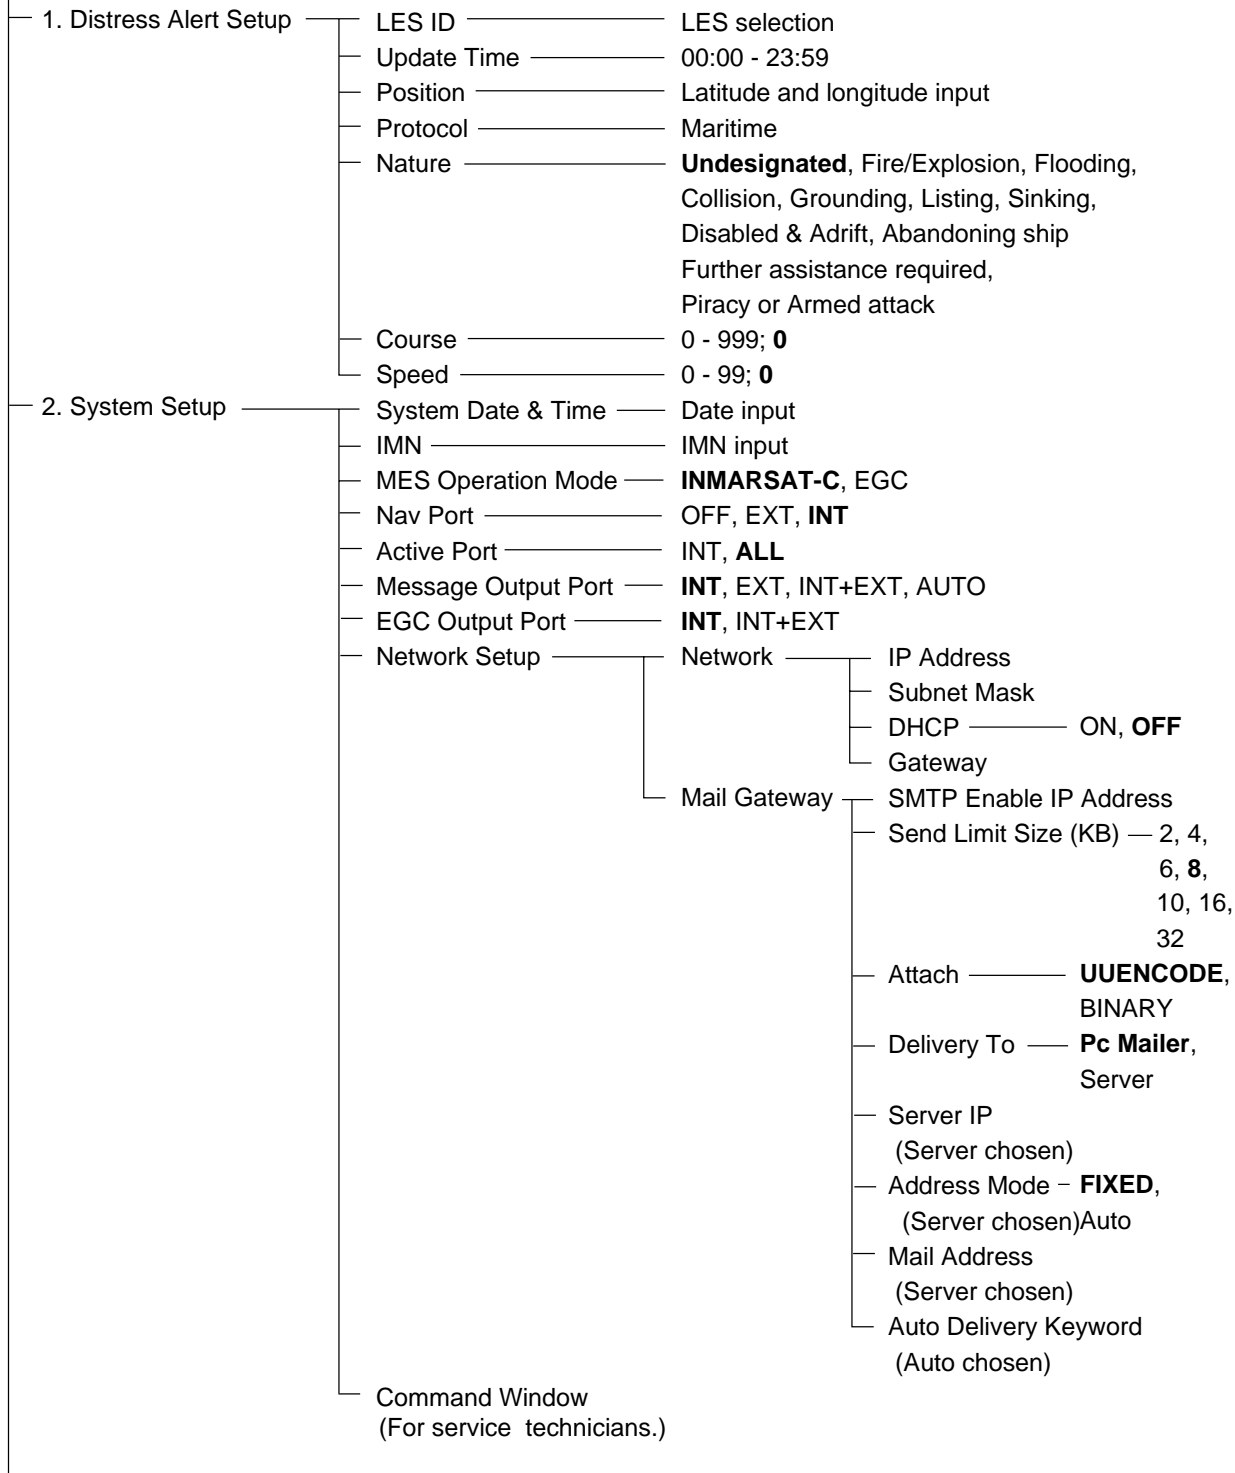 1. Distress Alert Setup LES ID LES selection
Update Time 00:00 - 23:59
Position Latitude and longitude input
Protocol Maritime
Nature Undesignated, Fire/Explosion, Flooding,
Collision, Grounding, Listing, Sinking,
Disabled & Adrift, Abandoning ship
Further assistance required,
Piracy or Armed attack
Course 0 - 999; 0
Speed 0 - 99; 0
2. System Setup System Date & Time Date input
IMN IMN input
MES Operation Mode INMARSAT-C, EGC
Nav Port OFF, EXT, INT
Active Port INT, ALL
Message Output Port INT, EXT, INT+EXT, AUTO
EGC Output Port INT, INT+EXT
Network Setup Network IP Address
Subnet Mask
DHCP ON, OFF
Gateway
Mail Gateway SMTP Enable IP Address
Send Limit Size (KB) 2, 4,
6, 8,
10, 16,
32
Attach UUENCODE,
BINARY
Delivery To Pc Mailer,
Server
Server IP
(Server chosen)
Address Mode FIXED,
(Server chosen)Auto
Mail Address
(Server chosen)
Auto Delivery Keyword
(Auto chosen)
Command Window
(For service technicians.)